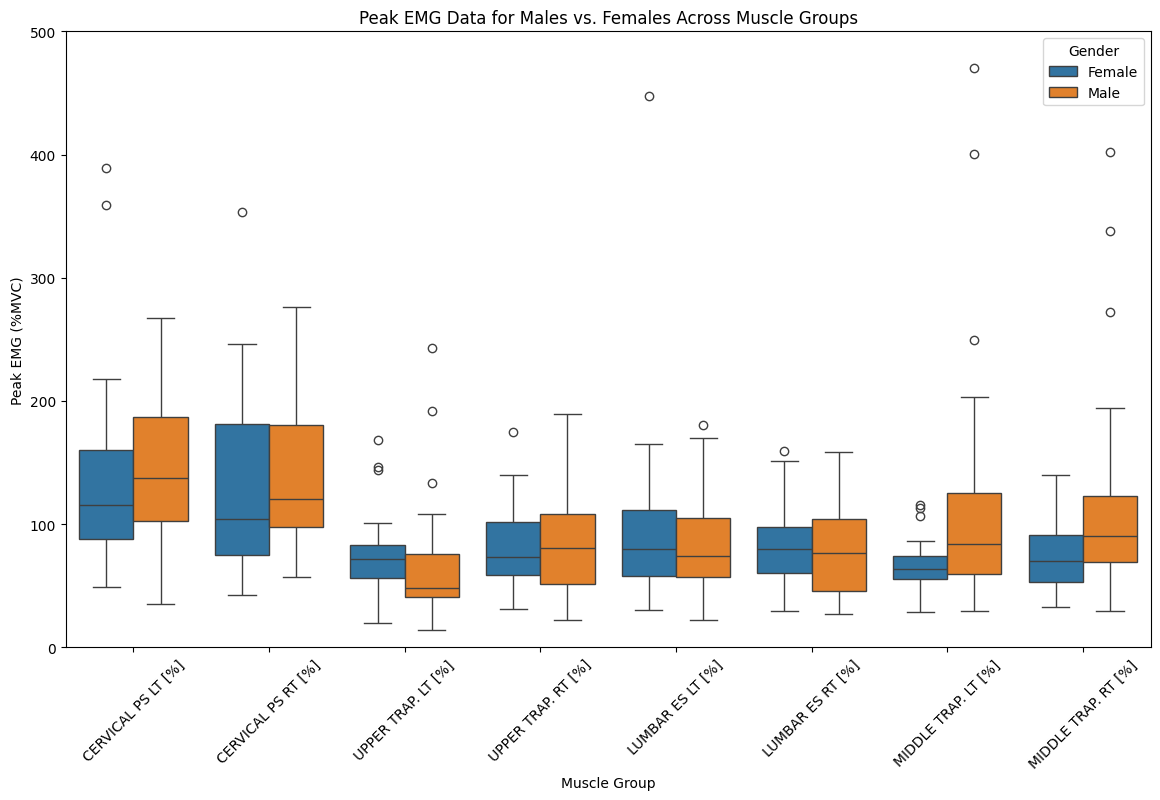 Peak EMG Data for Males vs. Females Across Muscle Groups
Gender
Female
Male
Peak EMG (%MVC)
500
400
300
200
100
0
CERVICAL PS LT [%]
CERVICAL PS RT [%]
UPPER TRAP. LT [%]
UPPER TRAP. RT [%]
LUMBAR ES LT [%]
LUMBAR ES RT [%]
MIDDLE TRAP. LT [%]
MIDDLE TRAP. RT [%]
Muscle Group